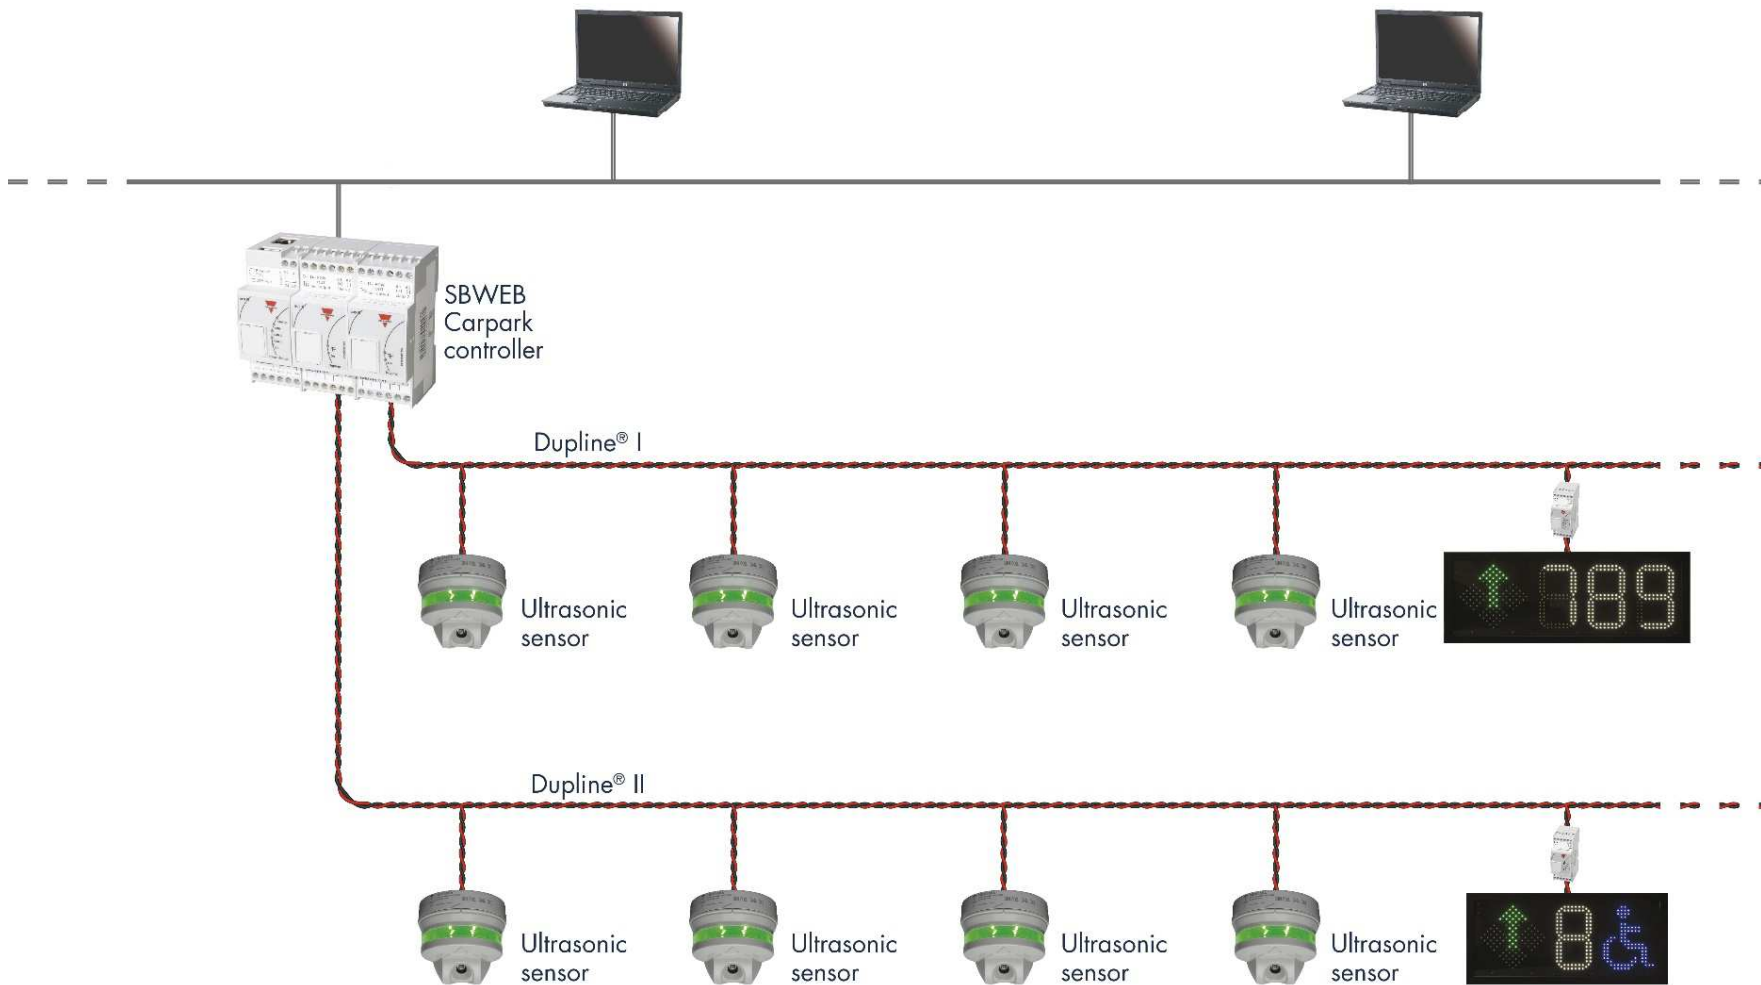 SBWEB
Carpark
controller
Dupline® I
Ultrasonic
sensor
Ultrasonic
sensor
Ultrasonic
sensor
Ultrasonic
sensor
789
Dupline® II
Ultrasonic
sensor
Ultrasonic
sensor
Ultrasonic
sensor
Ultrasonic
sensor
8